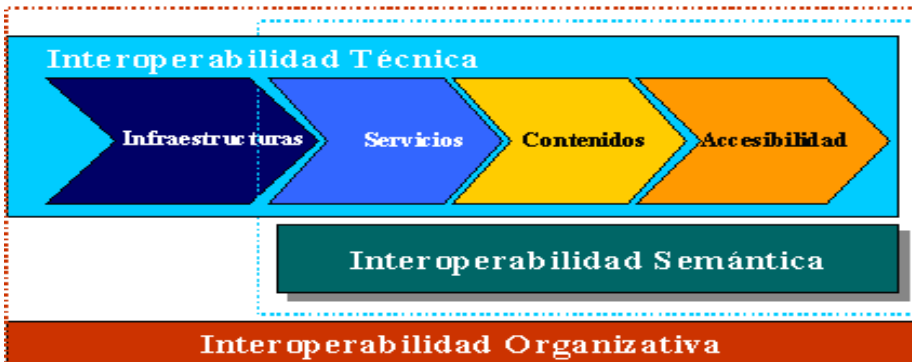 Interoperabilidad Técnica
Infraestructuras Servicios Contenidos Accesibilidad
Interoperabilidad Semántica
Interoperabilidad Organizativa